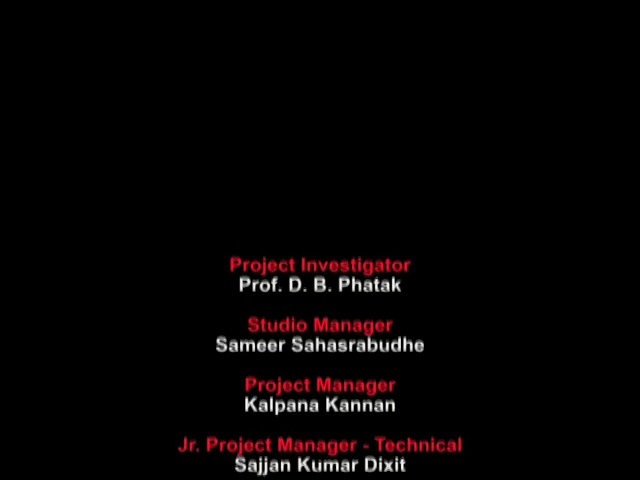 Project Investigator
Prof. D. B. Phatak
Studio Manager
Sameer Sahasrabudhe
Project Manager
Kalpana Kannan
Jr. Project Manager - Technical
Sajjan Kumar Dixit